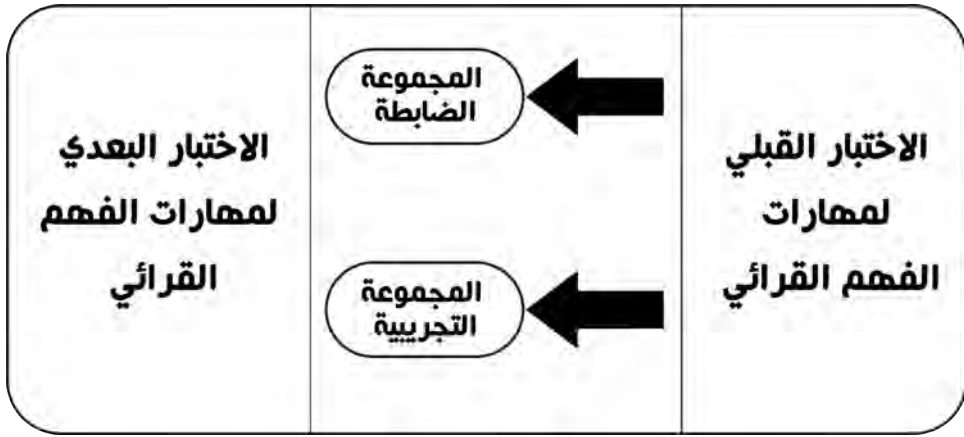 الاختبار القبلي
لمهارات
الفهم القرائي
المجموعة
الضابطة
المجموعة
التجريبية
الاختبار البعدي
لمهارات الفهم
القرائي